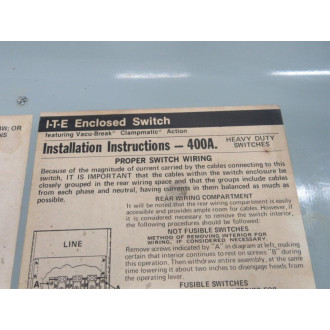 I-T-E Enclosed Switch
featuring Vacu-Break® Clampmatic® Action
Installation Instructions – 400A.
HEAVY DUTY
SWITCHES
PROPER SWITCH WIRING
Because of the magnitude of current carried by the cables connecting to this
switch, IT IS IMPORTANT that the cables within the switch enclosure be
closely grouped in the rear wiring space and that the groups include cables
from each phase and neutral, having currents in them balanced as much as
possible.
REAR WIRING COMPARTMENT
It will be noted that the rear wiring compartment is easily
accessible and provides ample room for cables. However, if
it is considered necessary to remove the switch interior,
the following procedures should be followed:
NOT FUSIBLE SWITCHES
METHOD OF REMOVING INTERIOR FOR
WIRING, IF CONSIDERED NECESSARY.
Remove screws indicated by "A" in diagram at left, making
certain that interior continues to rest on screws "B" at
bottom. Then withdraw entire assembly, at the same
time lowering it about two inches to disengage heads from
the operating lever.
FUSIBLE SWITCHES
LINE
W; OR